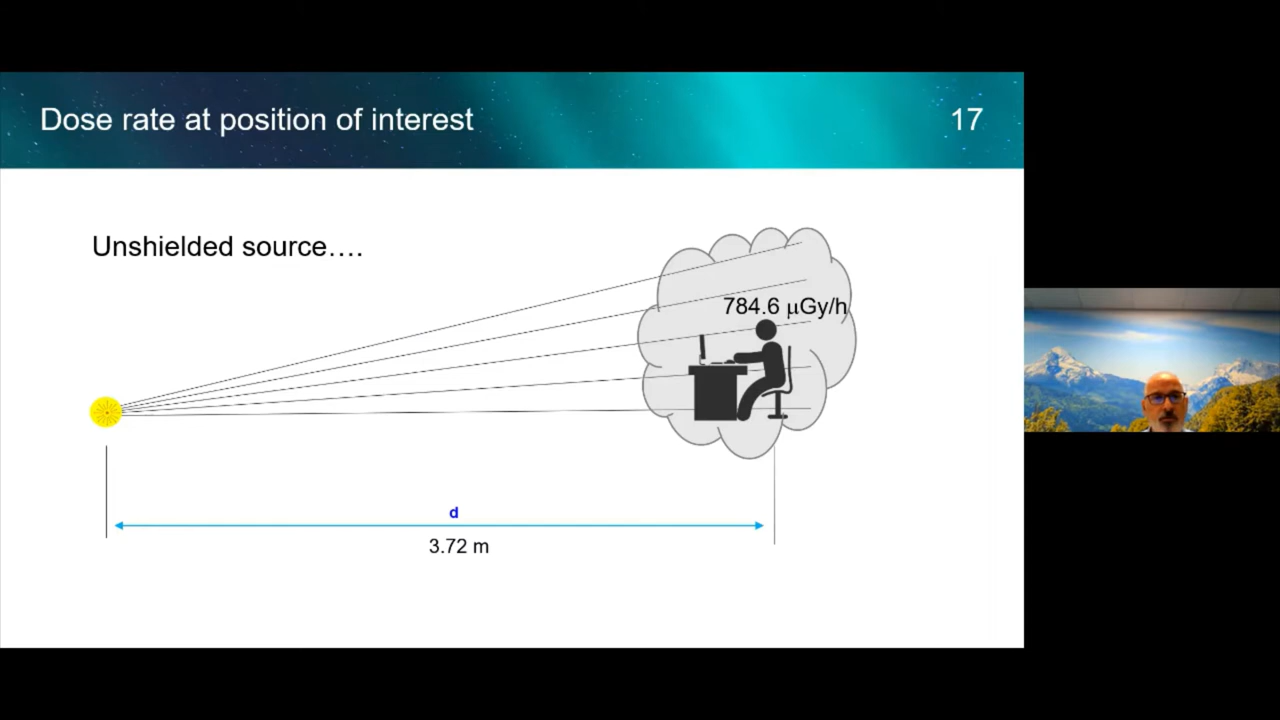 Dose rate at position of interest
17
Unshielded source….
784.6 μGy/h
d
3.72 m